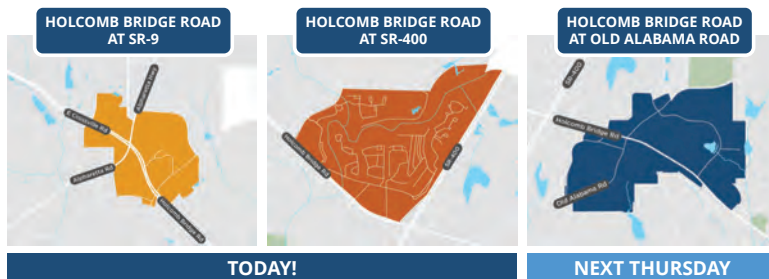 HOLCOMB BRIDGE ROAD
AT SR-9
HOLCOMB BRIDGE ROAD
AT SR-400
HOLCOMB BRIDGE ROAD
AT OLD ALABAMA ROAD
Alpharetta Hwy
E Crossville Rd
Alpharetta Rd
Holcomb Bridge Rd
Holcomb Bridge Rd
SR-400
SR-400
Holcomb Bridge Rd
Old Alabama Rd
TODAY!
NEXT THURSDAY